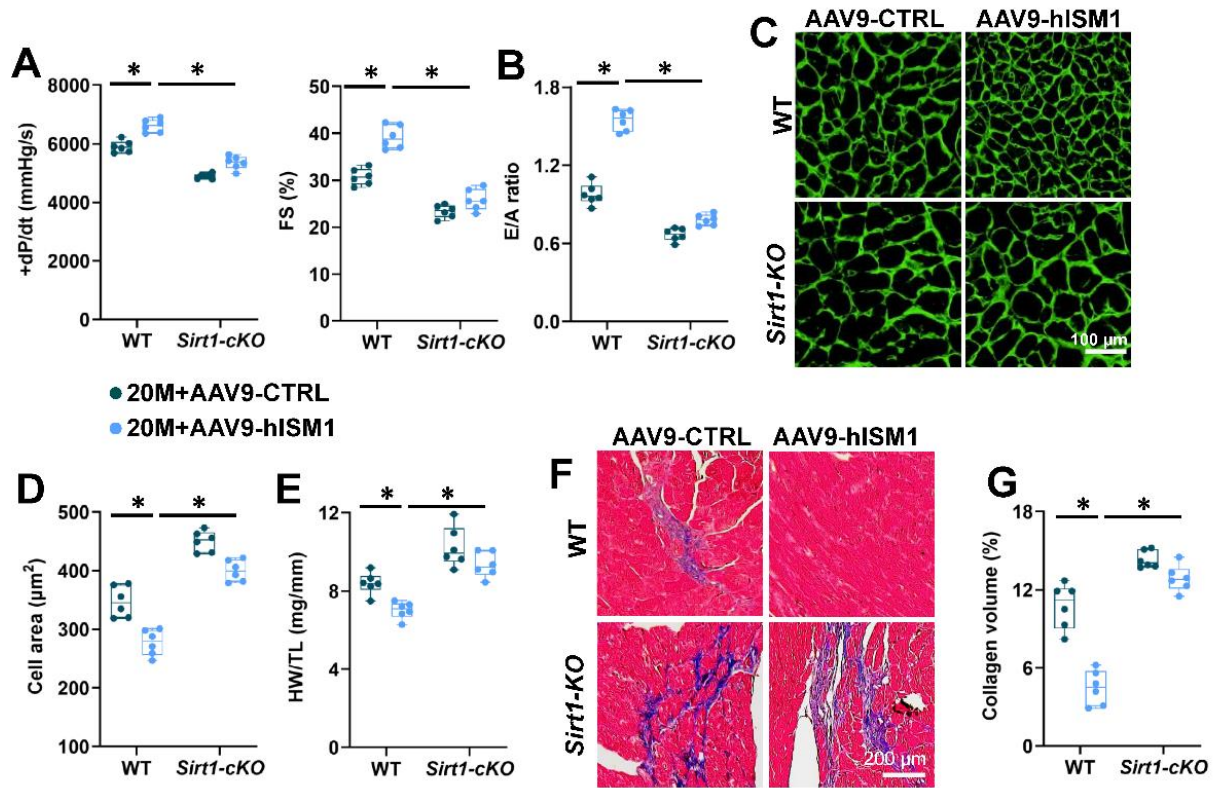 A
+dP/dt (mmHg/s)
8000
6000
4000
2000
0
* *
WT Sirt1-cKO
FS (%)
50
40
30
20
10
0
* *
WT Sirt1-cKO
B
E/A ratio
1.8
1.2
0.6
0.0
* *
WT Sirt1-cKO
C
AAV9-CTRL AAV9-hISM1
WT
Sirt1-KO
100 μm
20M+AAV9-CTRL
20M+AAV9-hISM1
D
Cell area (μm²)
500
400
300
200
100
* *
WT Sirt1-cKO
E
HW/TL (mg/mm)
12
9
6
3
0
* *
WT Sirt1-cKO
F
AAV9-CTRL AAV9-hISM1
WT
Sirt1-KO
200 μm
G
Collagen volume (%)
18
12
6
0
* *
WT Sirt1-cKO